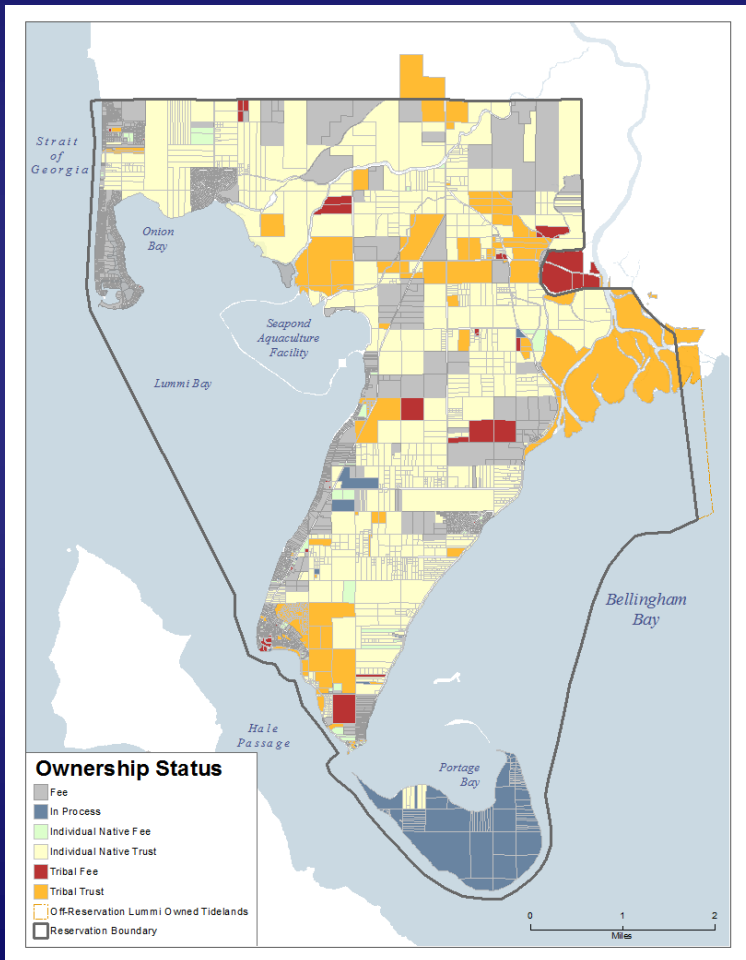 Strait
of
Georgia
Onion
Bay
Seapond
Aquaculture
Facility
Lummi Bay
Bellingham
Bay
Hale
Passage
Portage
Bay
Ownership Status
Fee
In Process
Individual Native Fee
Individual Native Trust
Tribal Fee
Tribal Trust
Off-Reservation Lummi Owned Tidelands
Reservation Boundary
0 1 2
Miles